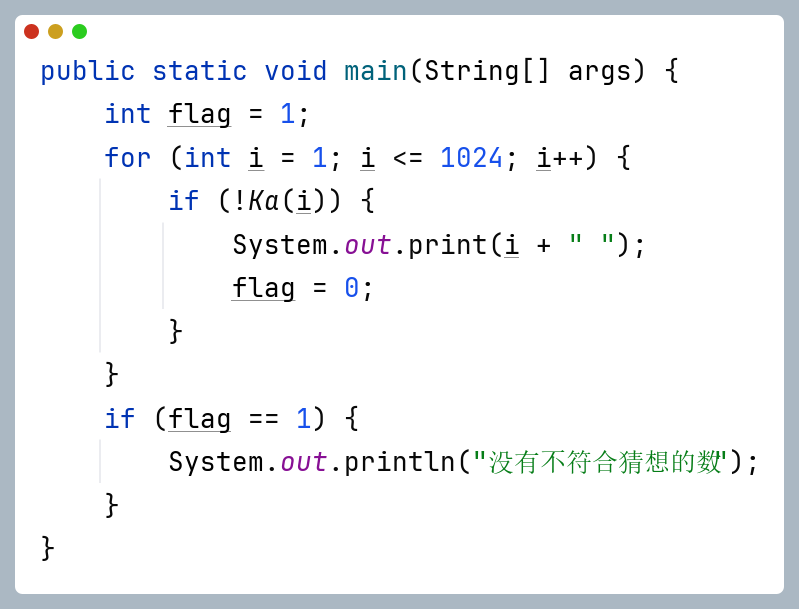 public static void main(String[] args) {
    int flag = 1;
    for (int i = 1; i <= 1024; i++) {
        if (!Ka(i)) {
            System.out.print(i + " ");
            flag = 0;
        }
    }
    if (flag == 1) {
        System.out.println("没有不符合猜想的数");
    }
}